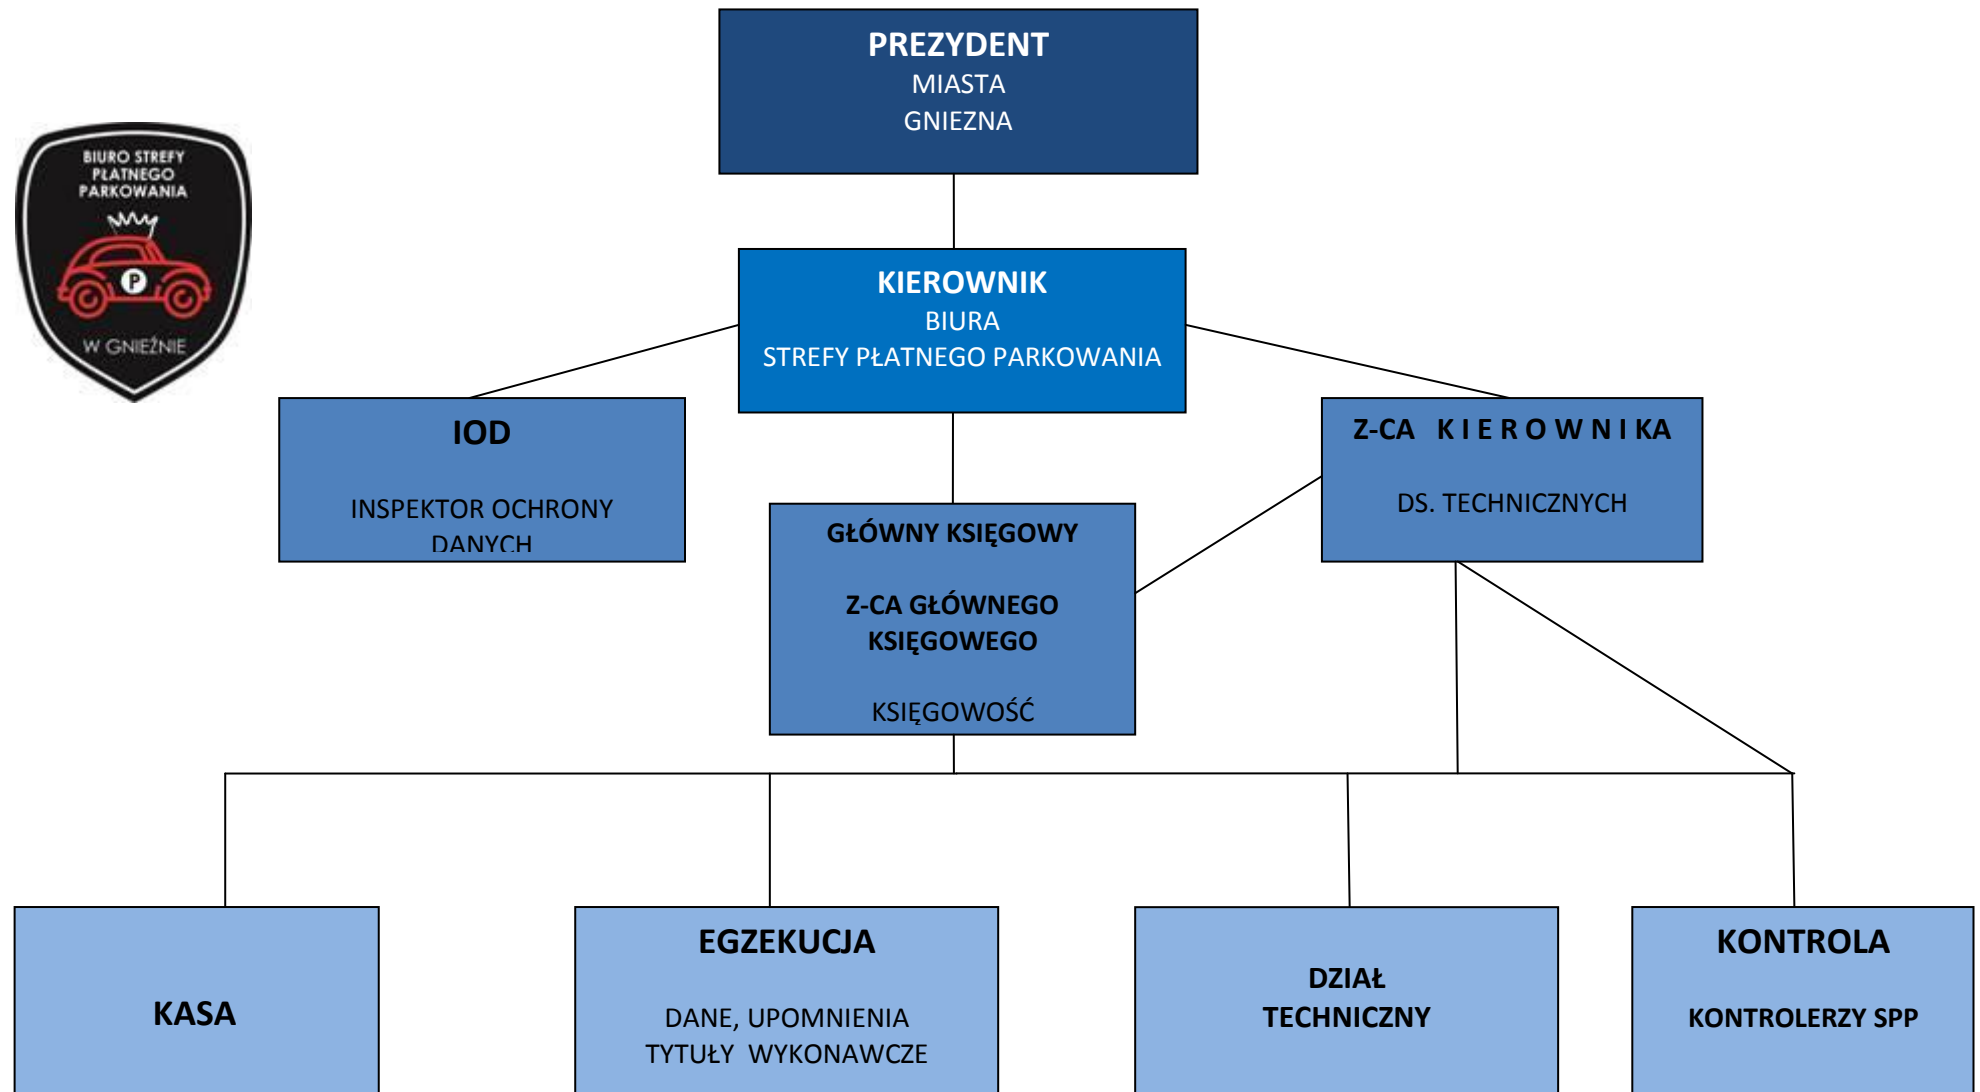 PREZYDENT
MIASTA
GNIEZNA
BIURO STREFY
PŁATNEGO
PARKOWANIA
P
W GNIEŹNIE
KIEROWNIK
BIURA
STREFY PŁATNEGO PARKOWANIA
IOD
INSPEKTOR OCHRONY
DANYCH
Z-CA K I E R O W N I KA
DS. TECHNICZNYCH
GŁÓWNY KSIĘGOWY
Z-CA GŁÓWNEGO
KSIĘGOWEGO
KSIĘGOWOŚĆ
KASA
EGZEKUCJA
DANE, UPOMNIENIA
TYTUŁY WYKONAWCZE
DZIAŁ
TECHNICZNY
KONTROLA
KONTROLERZY SPP